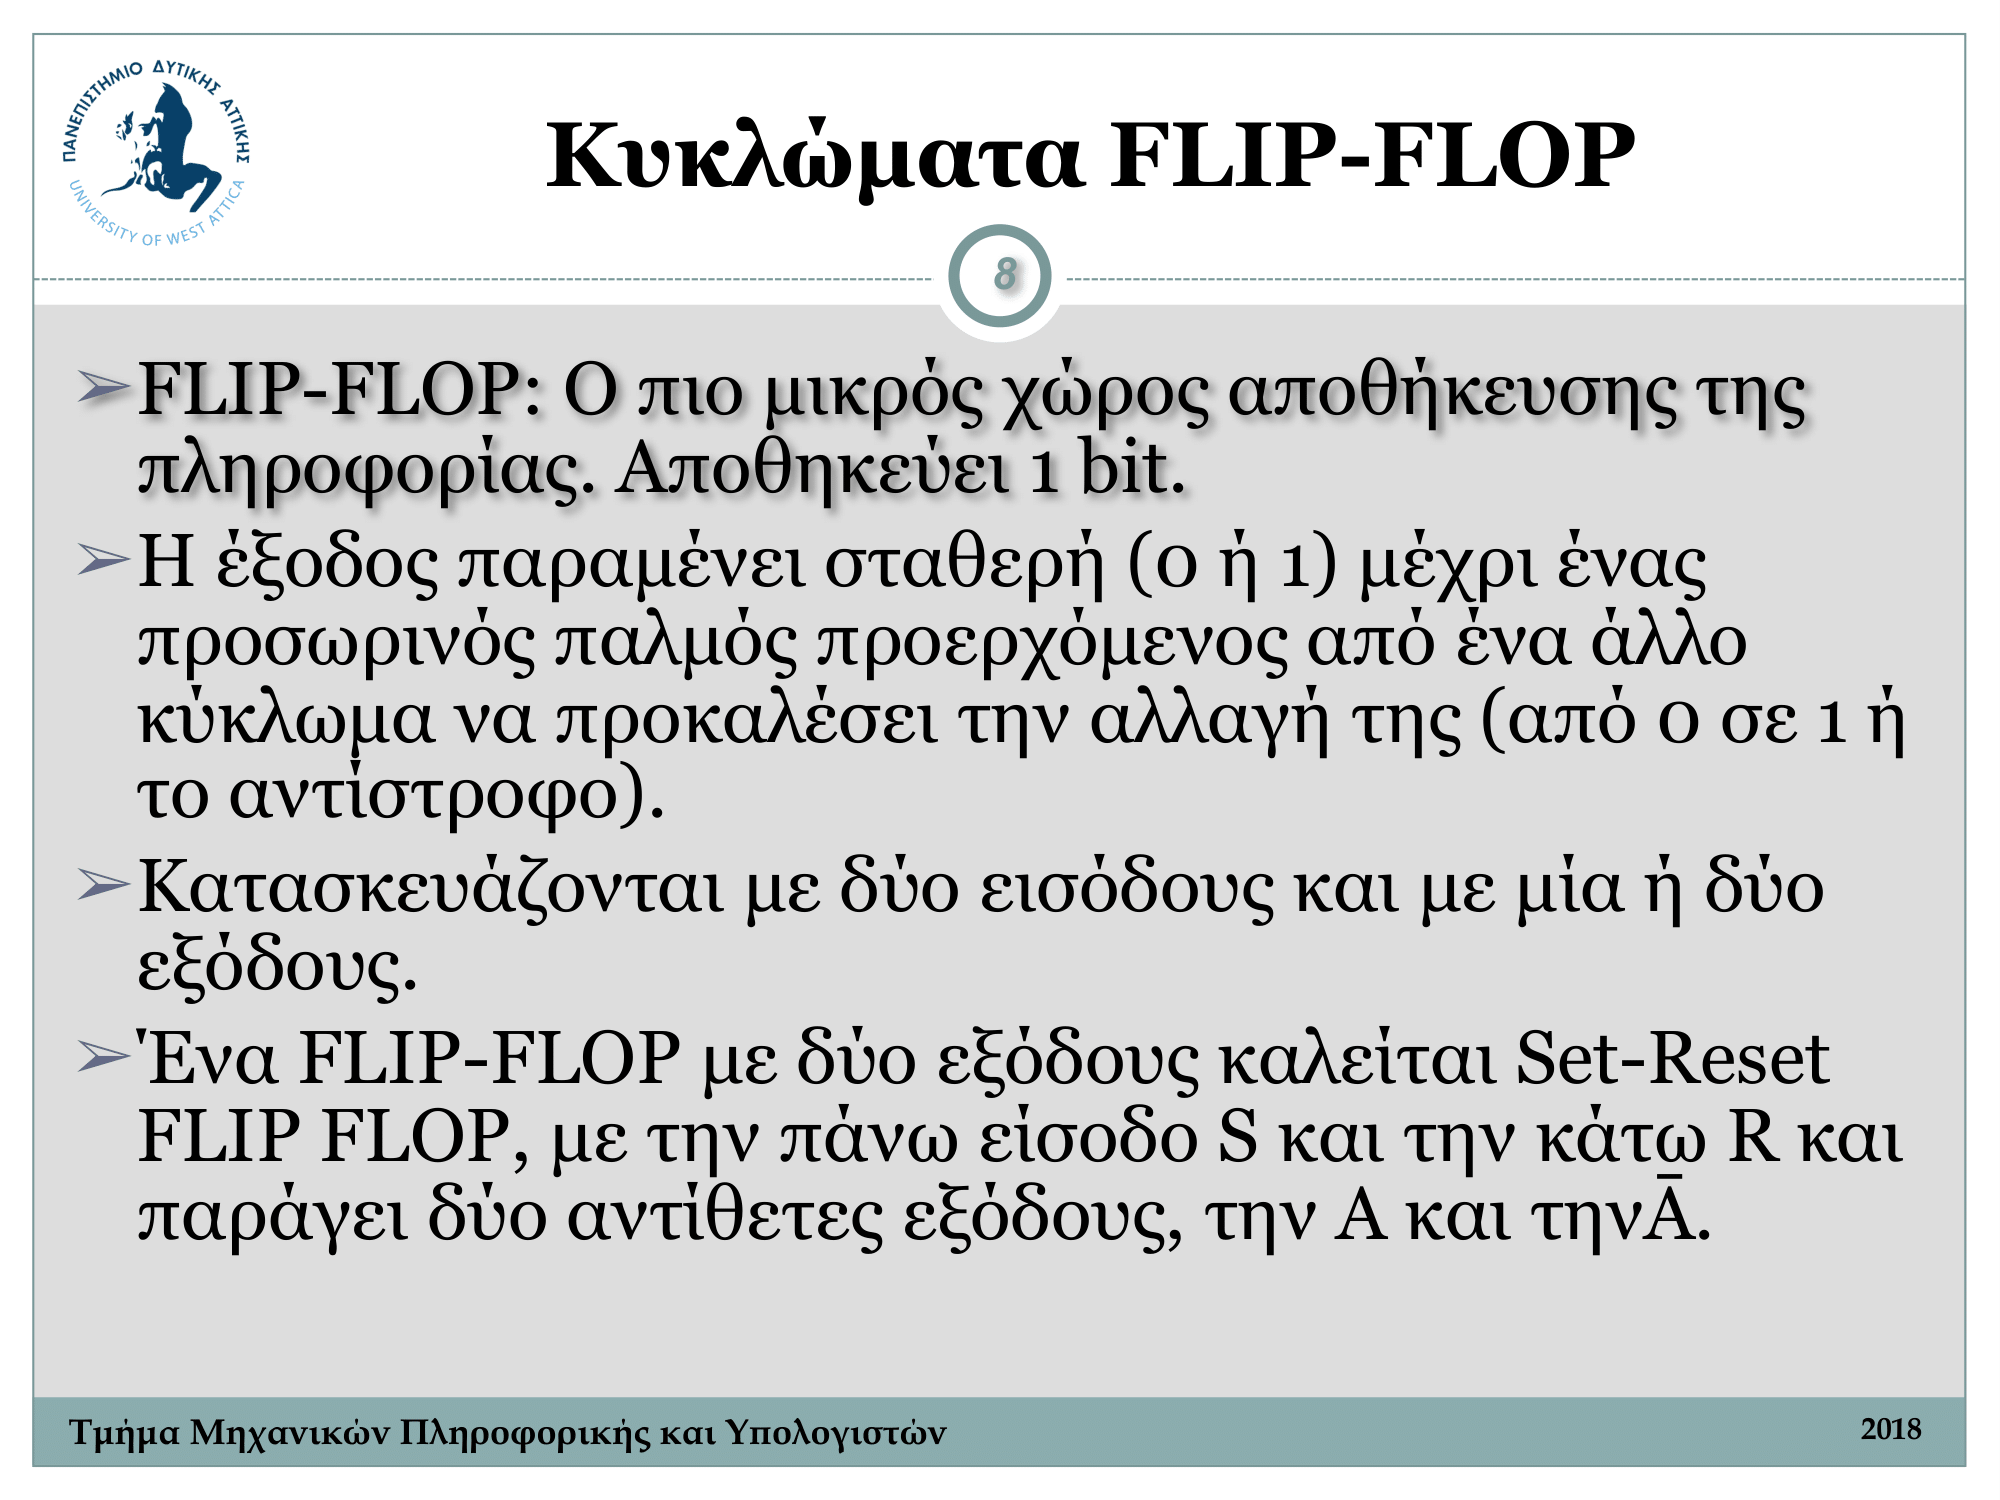 ΠΑΝΕΠΙΣΤΗΜΙΟ ΔΥΤΙΚΗΣ ΑΤΤΙΚΗΣ
UNIVERSITY OF WEST ATTICA
Κυκλώματα FLIP-FLOP
8
➢FLIP-FLOP: Ο πιο μικρός χώρος αποθήκευσης της
πληροφορίας. Αποθηκεύει 1 bit.
➢Η έξοδος παραμένει σταθερή (0 ή 1) μέχρι ένας
προσωρινός παλμός προερχόμενος από ένα άλλο
κύκλωμα να προκαλέσει την αλλαγή της (από 0 σε 1 ή
το αντίστροφο).
➢Κατασκευάζονται με δύο εισόδους και με μία ή δύο
εξόδους.
➢Ένα FLIP-FLOP με δύο εξόδους καλείται Set-Reset
FLIP FLOP, με την πάνω είσοδο S και την κάτω R και
παράγει δύο αντίθετες εξόδους, την A και τηνĀ.
Τμήμα Μηχανικών Πληροφορικής και Υπολογιστών
2018